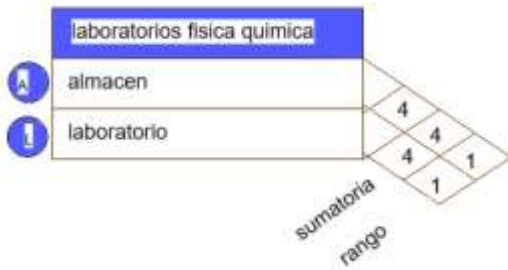 laboratorios fisica quimica
A almacen
L laboratorio
4
4
4
1
1
sumatoria
rango